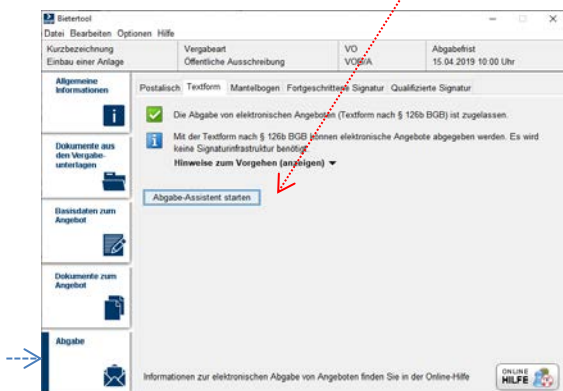 Bietertool
Datei Bearbeiten Optionen Hilfe
Kurzbezeichnung Vergabeart VO Abgabefrist
Einbau einer Anlage Öffentliche Ausschreibung VOB/A 15.04.2019 10:00 Uhr
Allgemeine
Informationen
Postalisch Textform Mantelbogen Fortgeschrittene Signatur Qualifizierte Signatur
Die Abgabe von elektronischen Angeboten (Textform nach § 126b BGB) ist zugelassen.
Mit der Textform nach § 126b BGB können elektronische Angebote abgegeben werden. Es wird
keine Signaturinfrastruktur benötigt.
Hinweise zum Vorgehen (anzeigen)
Dokumente aus
den Vergabe-
unterlagen
Abgabe-Assistent starten
Basisdaten zum
Angebot
Dokumente zum
Angebot
Abgabe
Informationen zur elektronischen Abgabe von Angeboten finden Sie in der Online-Hilfe
ONLINE
HILFE